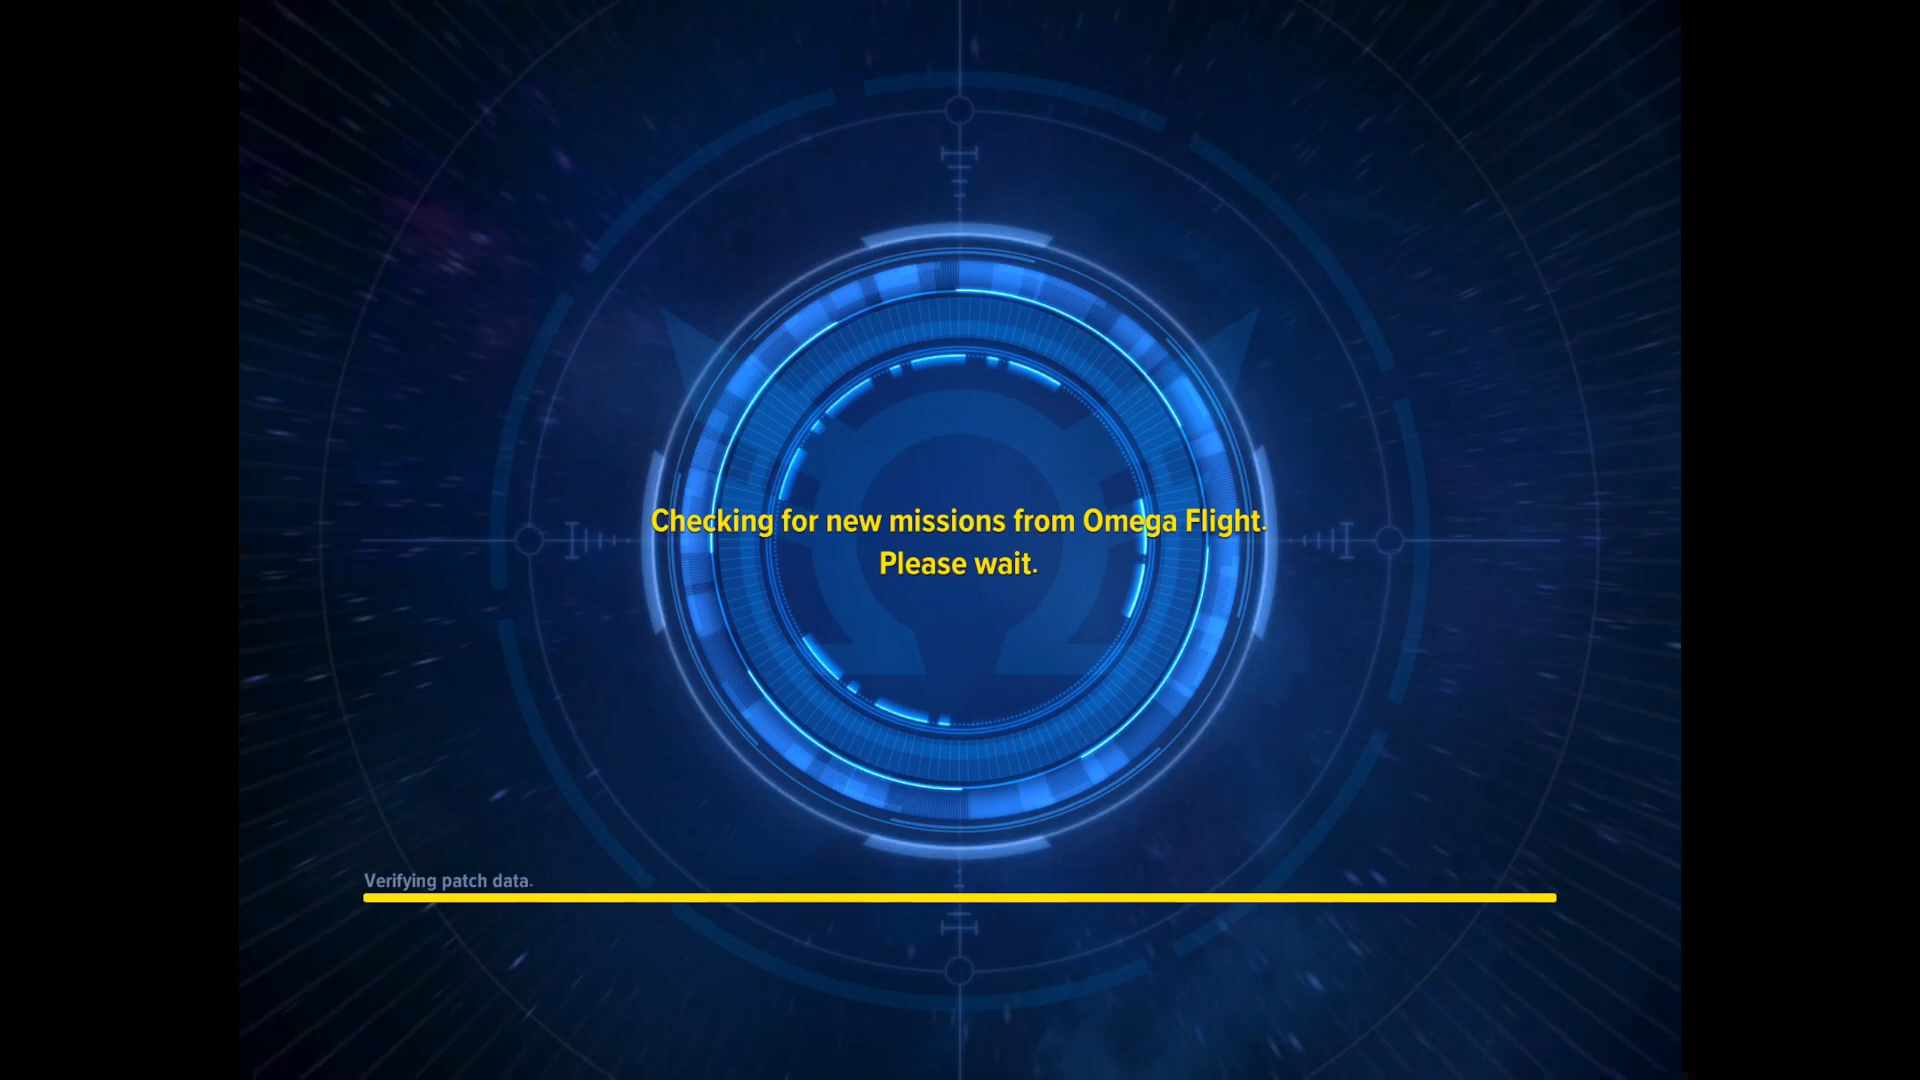 Checking for new missions from Omega Flight.
Please wait.
Verifying patch data.